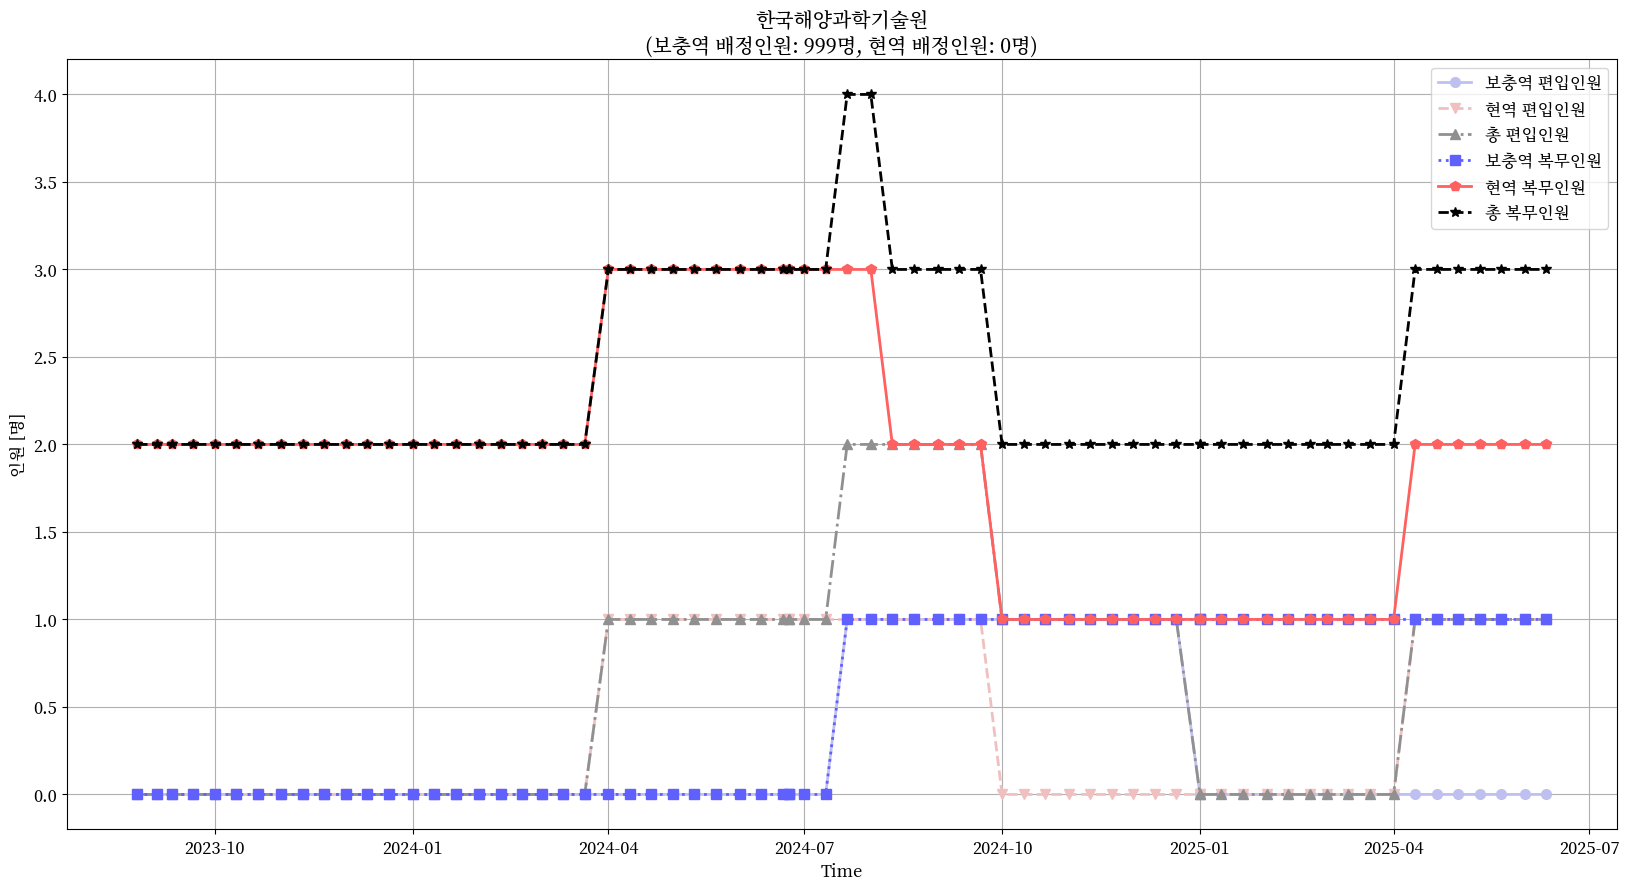 한국해양과학기술원
(보충역 배정인원: 999명, 현역 배정인원: 0명)
보충역 편입인원
현역 편입인원
총 편입인원
보충역 복무인원
현역 복무인원
총 복무인원
4.0
3.5
3.0
2.5
2.0
1.5
1.0
0.5
0.0
인원 [명]
2023-10
2024-01
2024-04
2024-07
2024-10
2025-01
2025-04
2025-07
Time